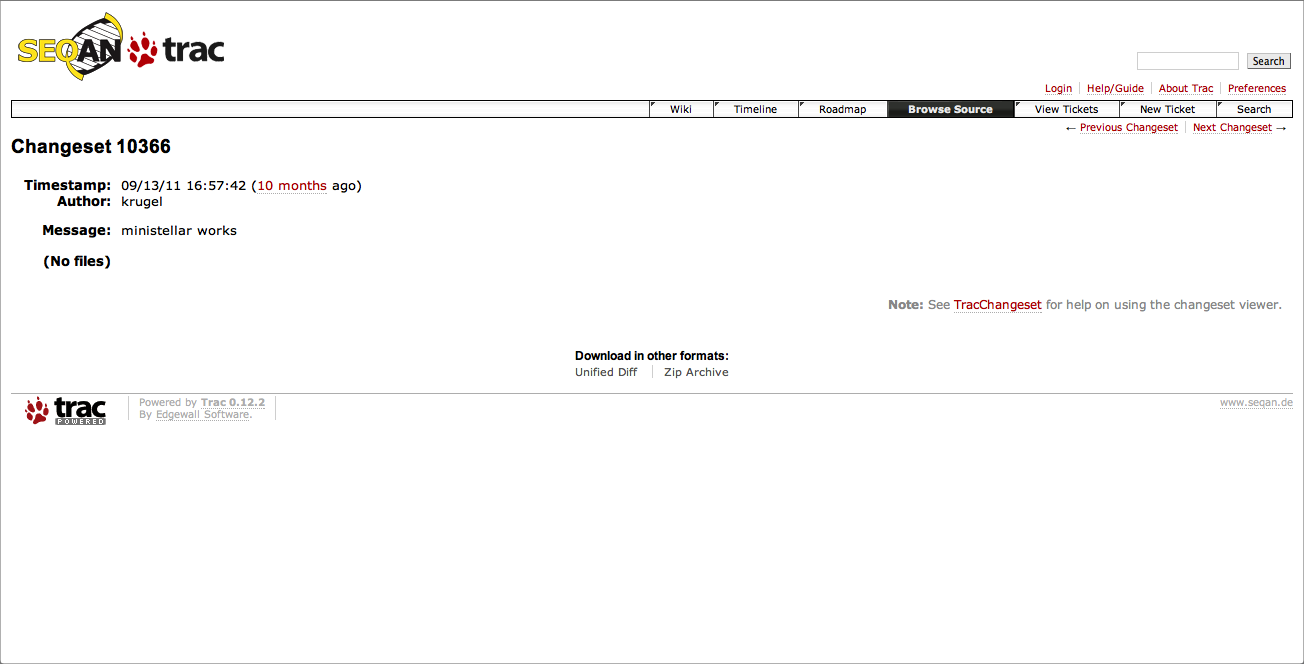 SEQAN trac
Search
Login Help/Guide About Trac Preferences
Wiki Timeline Roadmap Browse Source View Tickets New Ticket Search
← Previous Changeset Next Changeset →
Changeset 10366
Timestamp: 09/13/11 16:57:42 (10 months ago)
Author: krugel
Message: ministellar works
(No files)
Note: See TracChangeset for help on using the changeset viewer.
Download in other formats:
Unified Diff Zip Archive
trac POWERED
Powered by Trac 0.12.2
By Edgewall Software.
www.seqan.de